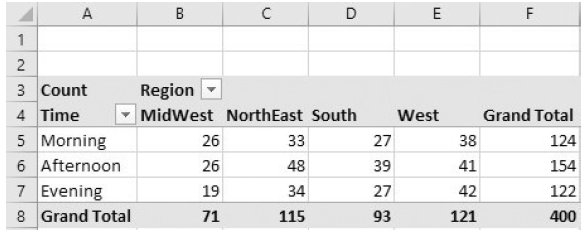 A B C D E F
1
2
3 Count Region
4 Time MidWest NorthEast South West Grand Total
5 Morning 26 33 27 38 124
6 Afternoon 26 48 39 41 154
7 Evening 19 34 27 42 122
8 Grand Total 71 115 93 121 400